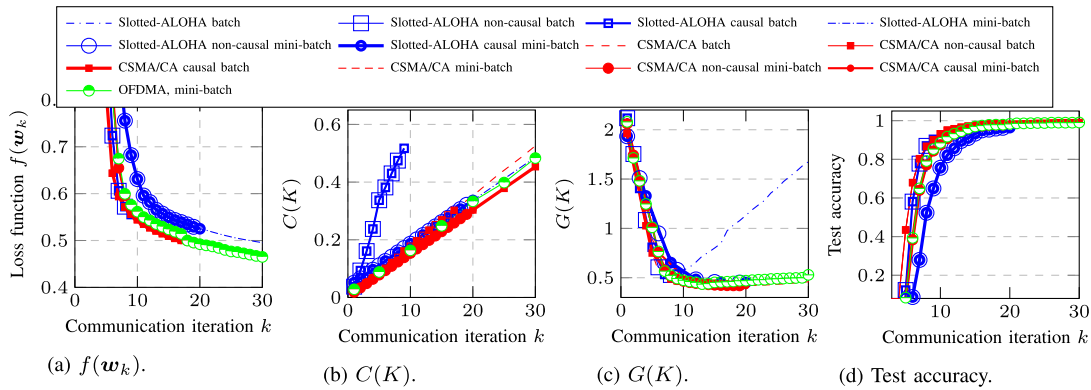 Slotted-ALOHA batch
Slotted-ALOHA non-causal batch
Slotted-ALOHA causal batch
Slotted-ALOHA mini-batch
Slotted-ALOHA non-causal mini-batch
Slotted-ALOHA causal mini-batch
CSMA/CA batch
CSMA/CA non-causal batch
CSMA/CA causal batch
CSMA/CA mini-batch
CSMA/CA non-causal mini-batch
CSMA/CA causal mini-batch
OFDMA, mini-batch
Loss function f(w_k)
0.
0.7
0.6
0.5
0.4
0 10 20 30
Communication iteration k
(a) f(w_k).
C(K)
0.6
0.4
0.2
0
0 10 20 30
Communication iteration k
(b) C(K).
G(K)
2
1.5
1
0.5
0 10 20 30
Communication iteration k
(c) G(K).
Test accuracy
1
0.8
0.6
0.4
0.2
10 20 30
Communication iteration k
(d) Test accuracy.